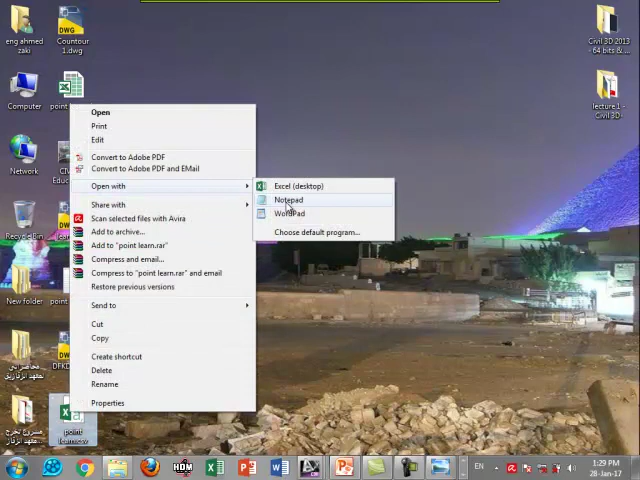 eng ahmed
zaki
Countour
1.dwg
Civil 3D 2013
- 64 bits & ...
Computer
lecture 1 -
Civil 3D-
Network
Recycle Bin
New folder
محاضراتي
point
learn.csv
Open
Print
Edit
Convert to Adobe PDF
Convert to Adobe PDF and EMail
Open with
Share with
Scan selected files with Avira
Add to archive...
Add to "point learn.rar"
Compress and email...
Compress to "point learn.rar" and email
Restore previous versions
Send to
Cut
Copy
Create shortcut
Delete
Rename
Properties
Excel (desktop)
Notepad
WordPad
Choose default program...
EN
1:29 PM
28-Jan-17